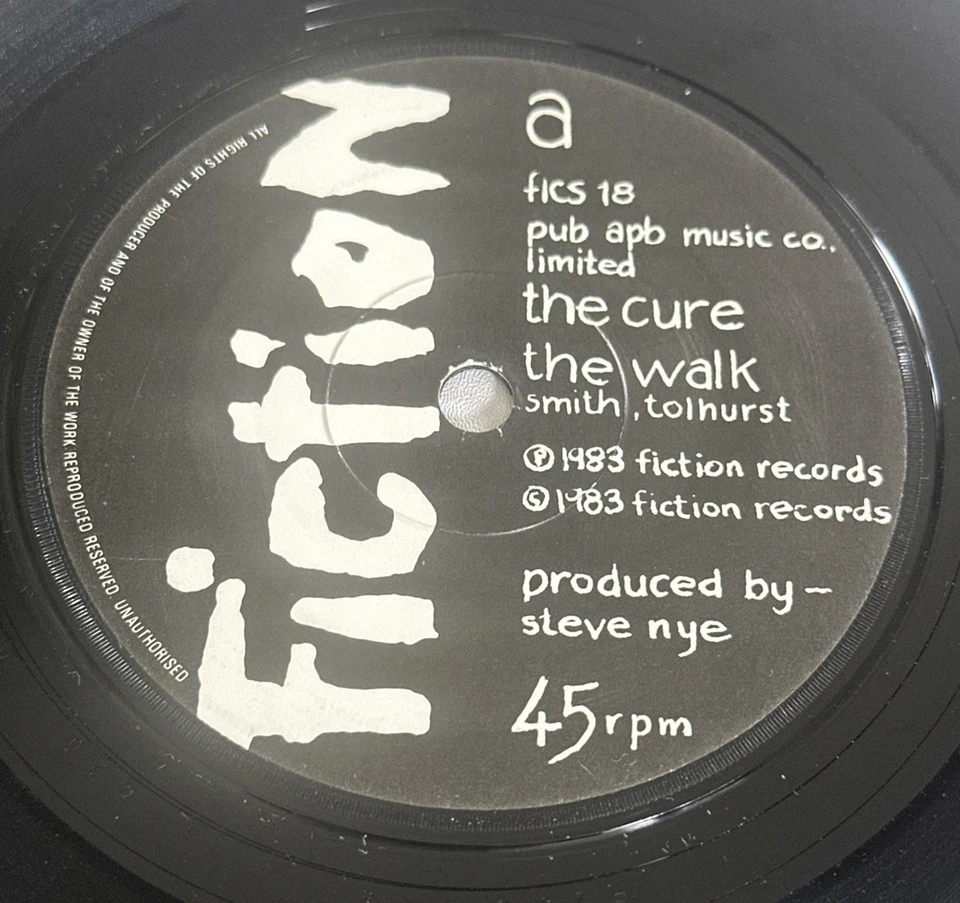 fiction
a
fics 18
pub apb music co.,
limited
the cure
the walk
smith, tolhurst
Ⓟ 1983 fiction records
© 1983 fiction records
produced by –
steve nye
45 rpm
ALL RIGHTS OF THE PRODUCER AND OF THE OWNER OF THE WORK REPRODUCED RESERVED UNAUTHORISED